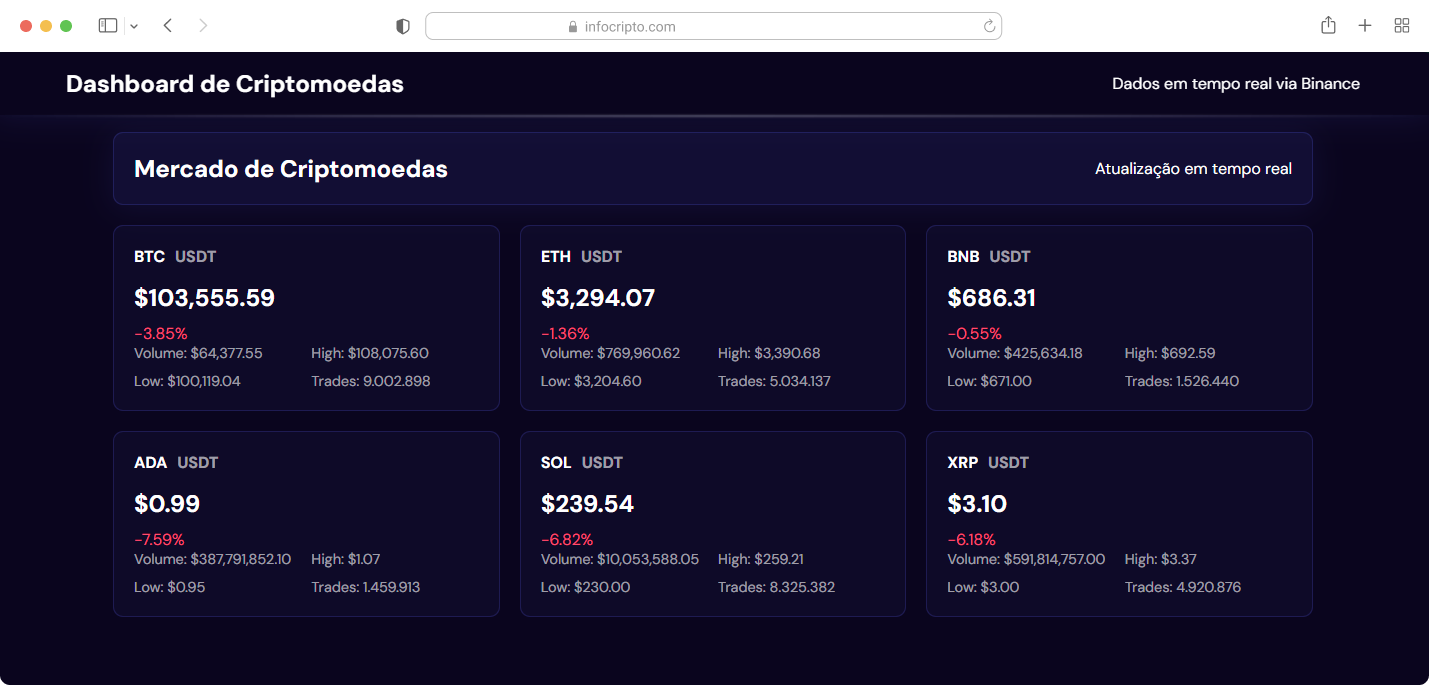 infocripto.com
Dashboard de Criptomoedas
Dados em tempo real via Binance
Mercado de Criptomoedas
Atualização em tempo real
BTC USDT
$103,555.59
-3.85%
Volume: $64,377.55
High: $108,075.60
Low: $100,119.04
Trades: 9.002.898
ETH USDT
$3,294.07
-1.36%
Volume: $769,960.62
High: $3,390.68
Low: $3,204.60
Trades: 5.034.137
BNB USDT
$686.31
-0.55%
Volume: $425,634.18
High: $692.59
Low: $671.00
Trades: 1.526.440
ADA USDT
$0.99
-7.59%
Volume: $387,791,852.10
High: $1.07
Low: $0.95
Trades: 1.459.913
SOL USDT
$239.54
-6.82%
Volume: $10,053,588.05
High: $259.21
Low: $230.00
Trades: 8.325.382
XRP USDT
$3.10
-6.18%
Volume: $591,814,757.00
High: $3.37
Low: $3.00
Trades: 4.920.876